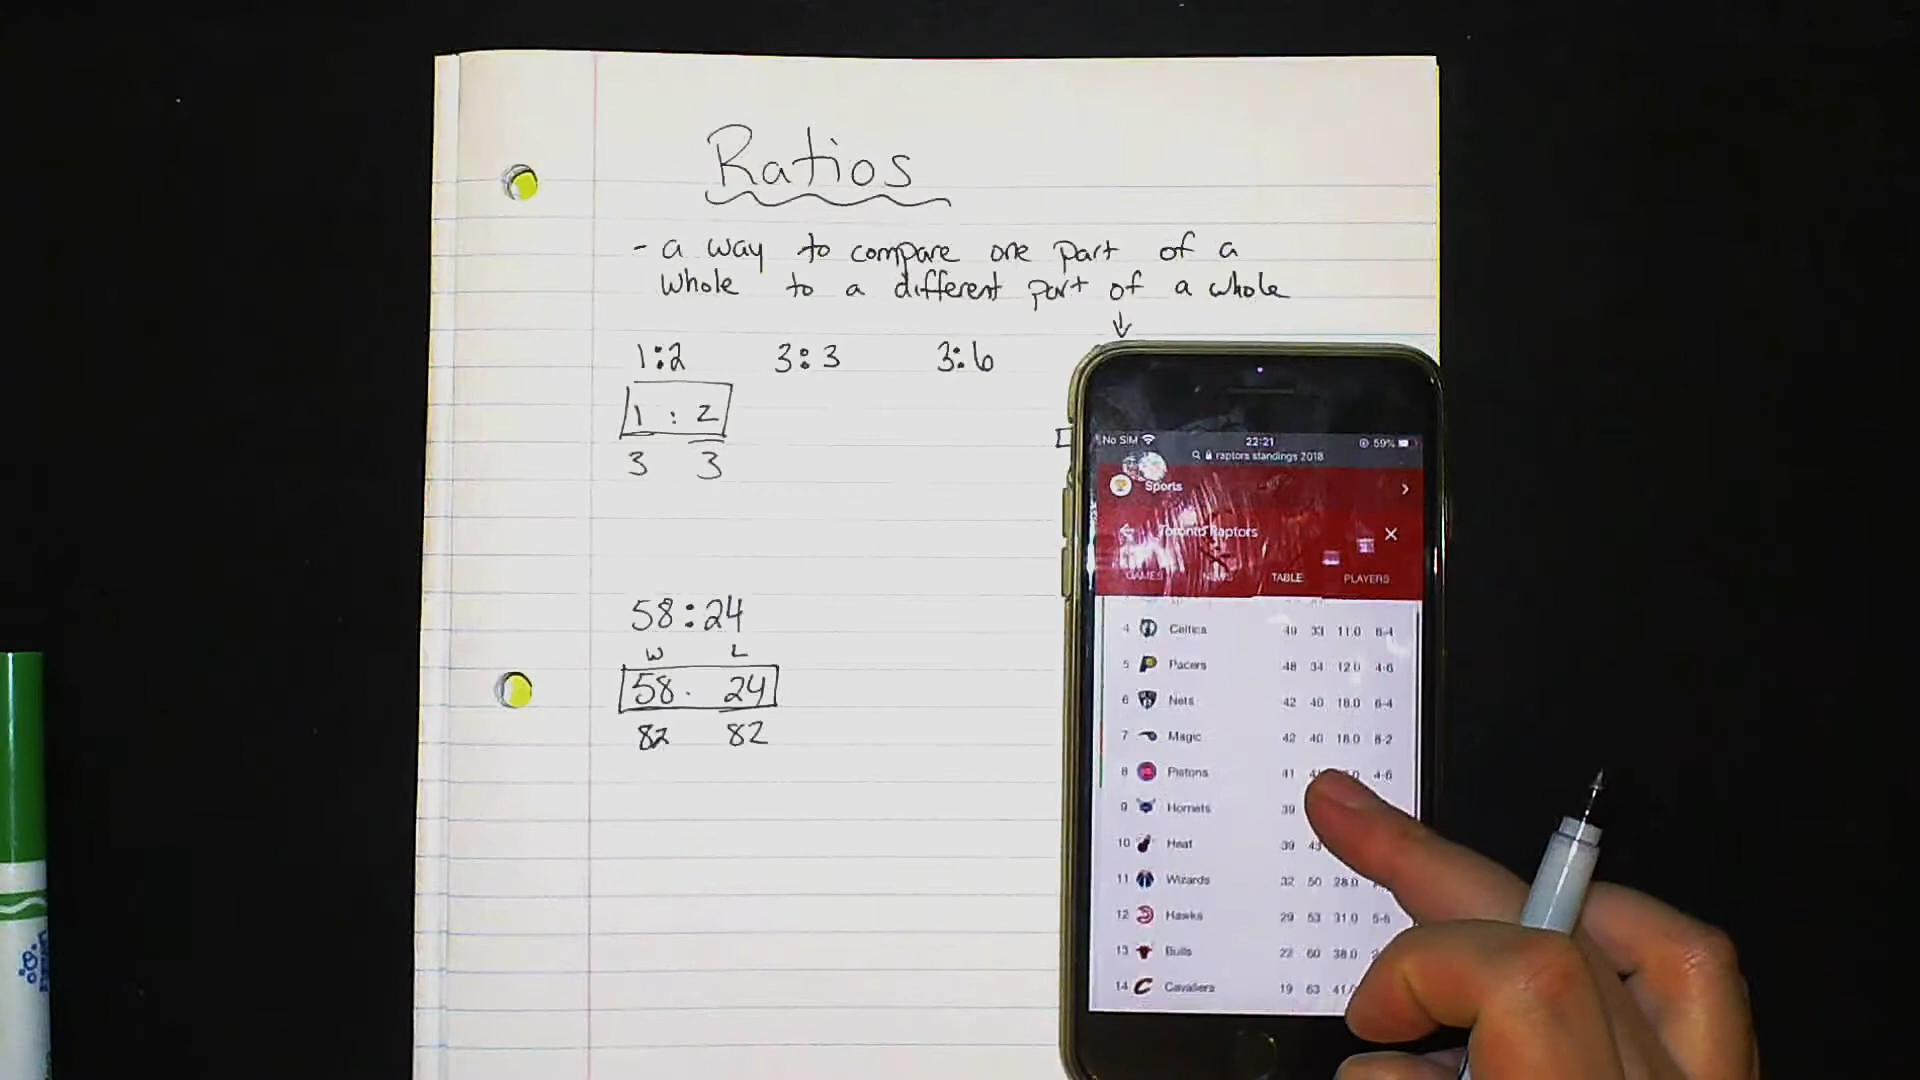 Ratios
- a way to compare one part of a
whole to a different part of a whole
↓
1:2 3:3 3:6
1 : 2
3 3
58:24
W L
58. 24
82 82
No SIM 22:21 59%
raptors standings 2018
Sports
Toronto Raptors
GAMES NEWS TABLE PLAYERS
4 Celtics 49 33 11.0 6-4
5 Pacers 48 34 12.0 4-6
6 Nets 42 40 18.0 6-4
7 Magic 42 40 18.0 8-2
8 Pistons 41 4-6
9 Hornets 39
10 Heat 39 43
11 Wizards 32 50 28.0
12 Hawks 29 53 31.0 5-5
13 Bulls 22 60 38.0
14 Cavaliers 19 63